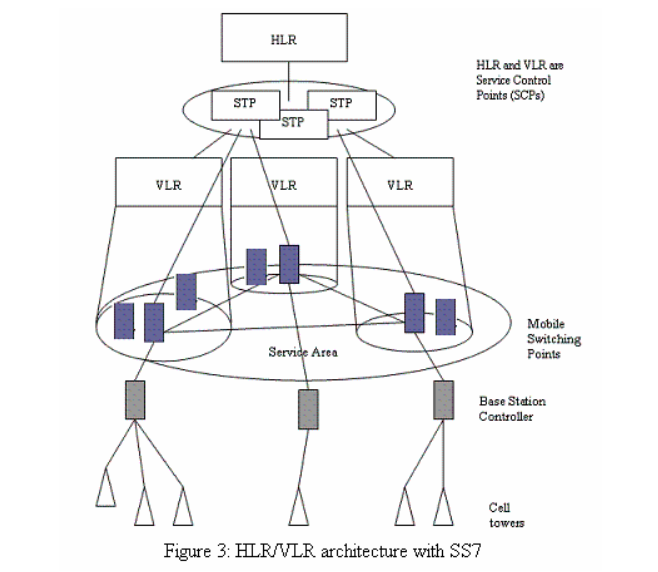 HLR
HLR and VLR are
Service Control
Points (SCPs)
STP
STP
STP
VLR
VLR
VLR
Service Area
Mobile
Switching
Points
Base Station
Controller
Cell
towers
Figure 3: HLR/VLR architecture with SS7